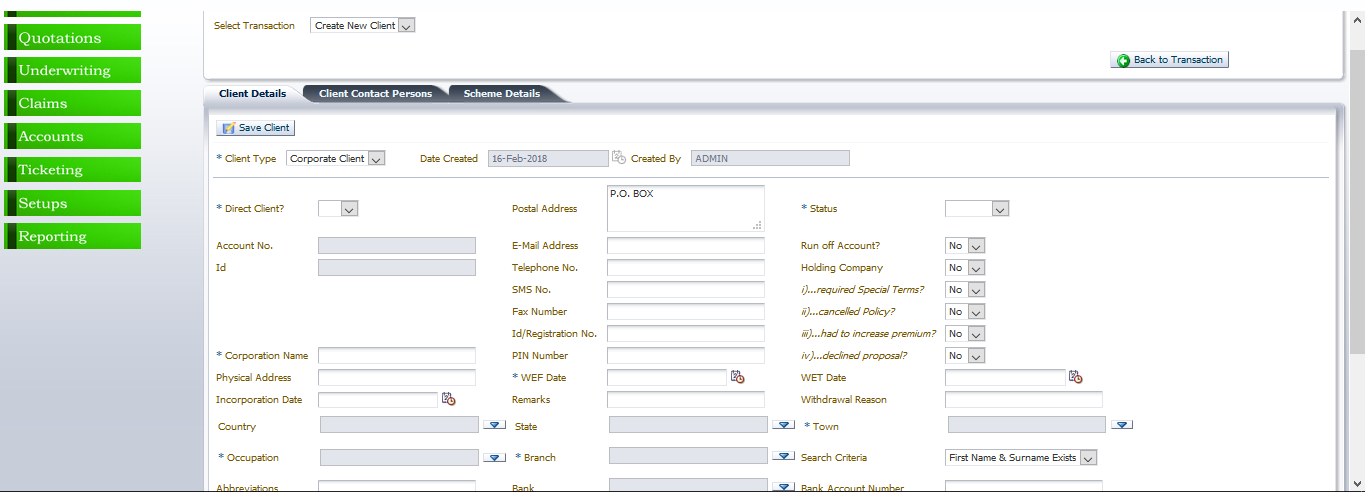 Select Transaction Create New Client
Quotations
Back to Transaction
Underwriting
Client Details Client Contact Persons Scheme Details
Claims
Save Client
Accounts
* Client Type Corporate Client Date Created 16-Feb-2018 Created By ADMIN
Ticketing
P.O. BOX
Setups
* Direct Client? Postal Address * Status
Reporting
Account No. E-Mail Address Run off Account? No
Id Telephone No. Holding Company No
SMS No. i)...required Special Terms? No
Fax Number ii)...cancelled Policy? No
Id/Registration No. iii)...had to increase premium? No
* Corporation Name PIN Number iv)...declined proposal? No
Physical Address * WEF Date WET Date
Incorporation Date Remarks Withdrawal Reason
Country State * Town
* Occupation * Branch Search Criteria First Name & Surname Exists
Abbreviations Bank Bank Account Number